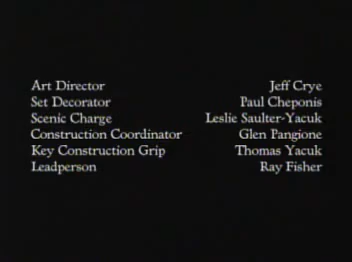 Art Director Jeff Crye
Set Decorator Paul Cheponis
Scenic Charge Leslie Saulter-Yacuk
Construction Coordinator Glen Pangione
Key Construction Grip Thomas Yacuk
Leadperson Ray Fisher